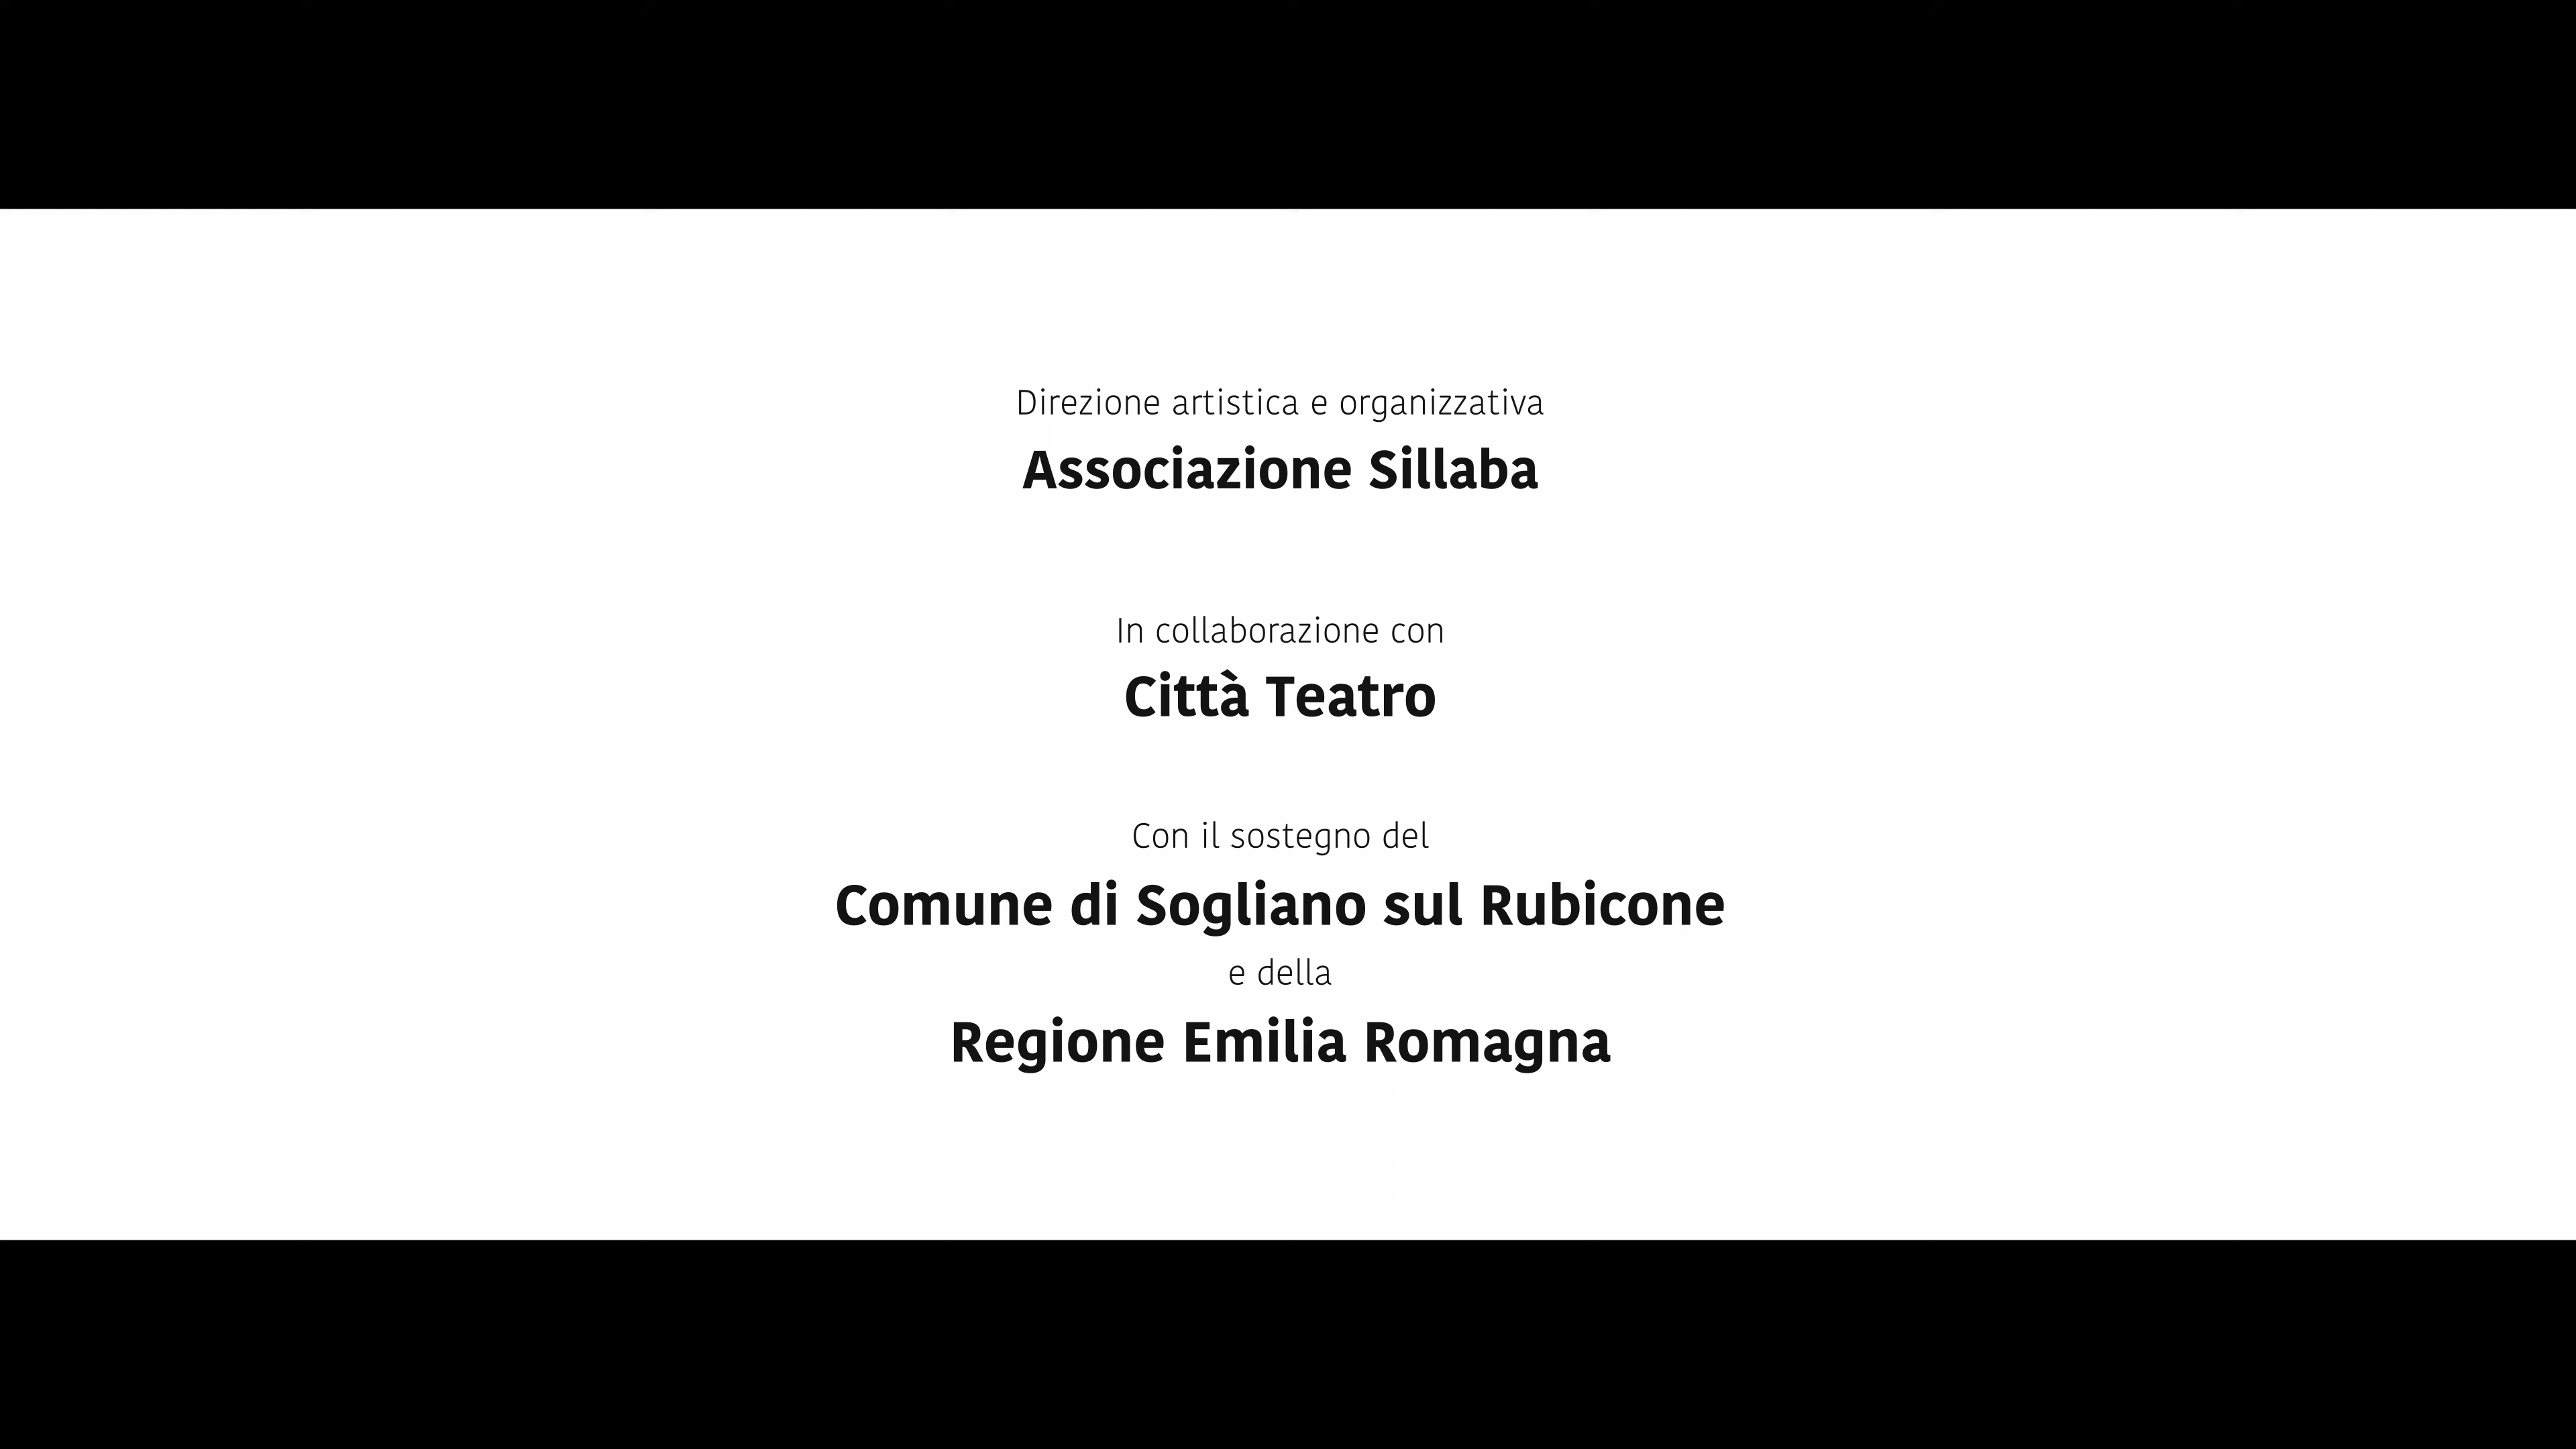 Direzione artistica e organizzativa
Associazione Sillaba
In collaborazione con
Città Teatro
Con il sostegno del
Comune di Sogliano sul Rubicone
e della
Regione Emilia Romagna